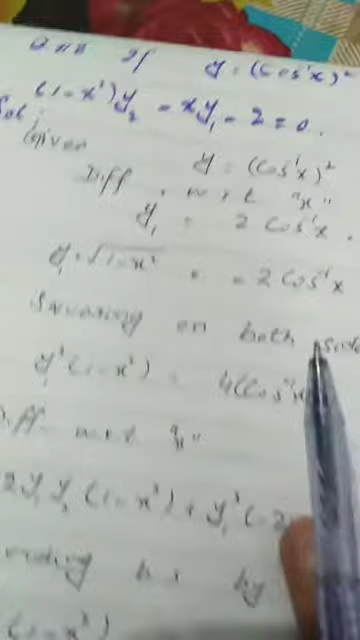 If y = (Cos⁻¹x)²
(1-x²)y₂ - xy₁ - 2 = 0.
Sol;
Given y = (Cos⁻¹x)²
Diff. w r t "x"
y₁ = 2 Cos⁻¹x .
y₁ √1-x² = - 2 Cos⁻¹x
Squaring on both side
y₁²(1-x²) = 4(Cos⁻¹x
Diff w r t "x"
2y₁y₂(1-x²) + y₁²(-2
by
(1-x²)